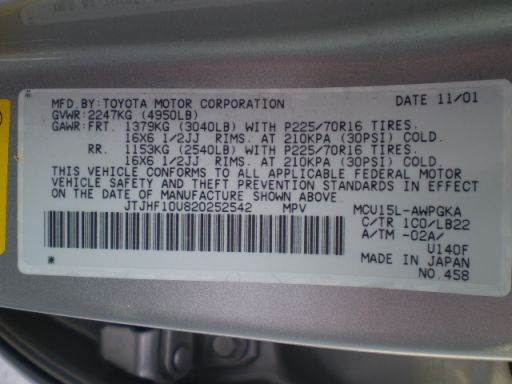 MFD. BY: TOYOTA MOTOR CORPORATION DATE 11/01
GVWR: 2247KG (4950LB)
GAWR: FRT. 1379KG (3040LB) WITH P225/70R16 TIRES.
16X6 1/2JJ RIMS. AT 210KPA (30PSI) COLD.
RR. 1153KG (2540LB) WITH P225/70R16 TIRES.
16X6 1/2JJ RIMS. AT 210KPA (30PSI) COLD.
THIS VEHICLE CONFORMS TO ALL APPLICABLE FEDERAL MOTOR
VEHICLE SAFETY AND THEFT PREVENTION STANDARDS IN EFFECT
ON THE DATE OF MANUFACTURE SHOWN ABOVE.
JTJHF10U820252542 MPV MCU15L-AWPGKA
C/TR 1C0/LB22
A/TM -02A/
U140F
MADE IN JAPAN
NO. 458